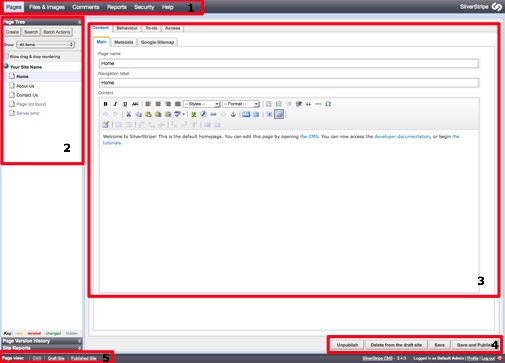 Pages Files & Images Comments Reports Security Help 1 SilverStripe
Page Tree
Create Search Batch Actions
Show: All items
Allow drag & drop reordering
Your Site Name
Home
About Us
Contact Us
Page not found
Server error
2
Key: new deleted changed hidden
Page Version History
Site Reports
Content Behaviour To-do Access
Main Metadata Google Sitemap
Page name
Home
Navigation label
Home
Content
B I U ABC -- Styles -- -- Format --
Welcome to SilverStripe! This is the default homepage. You can edit this page by opening the CMS. You can now access the developer documentation, or begin the
tutorials.
3
Unpublish Delete from the draft site Save Save and Publish 4
Page view: CMS Draft Site Published Site 5
SilverStripe CMS - 2.4.5 Logged in as Default Admin | Profile | Log out